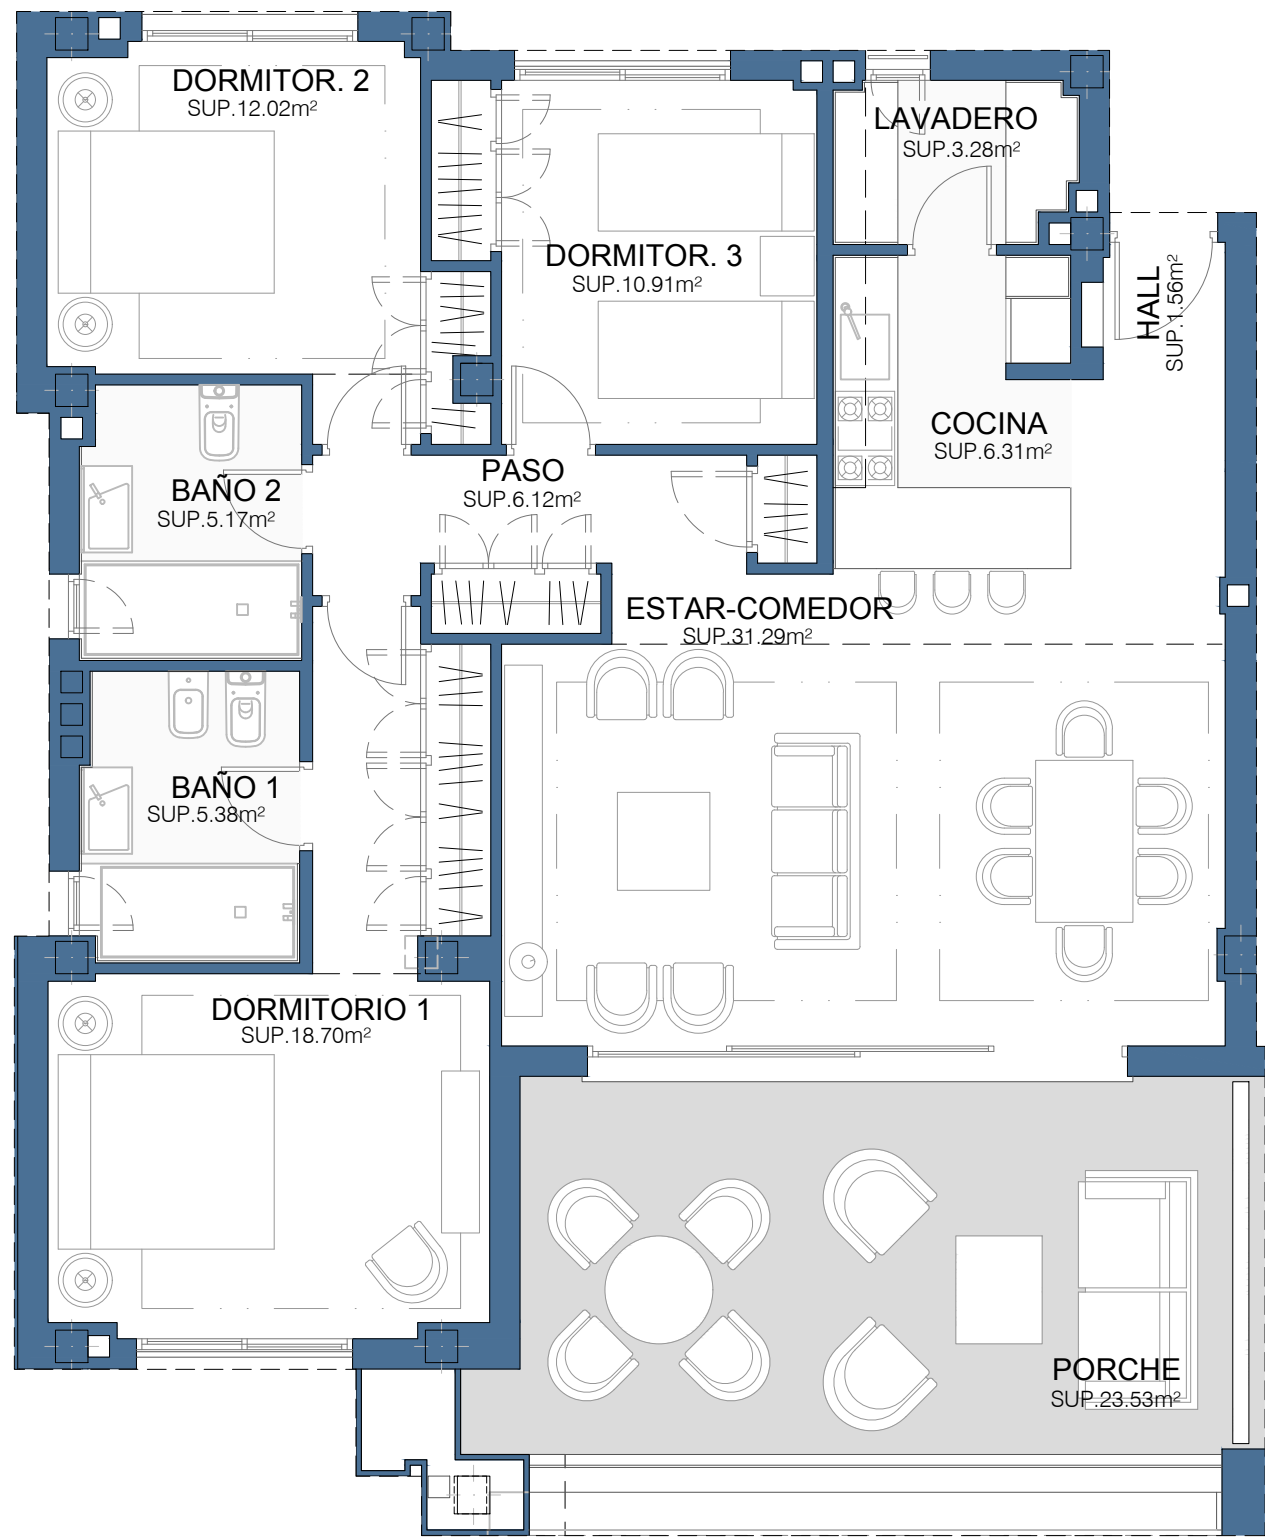 DORMITOR. 2
SUP.12.02m²
LAVADERO
SUP.3.28m²
DORMITOR. 3
SUP.10.91m²
HALL
SUP.1.56m²
COCINA
SUP.6.31m²
PASO
SUP.6.12m²
BAÑO 2
SUP.5.17m²
ESTAR-COMEDOR
SUP.31.29m²
BAÑO 1
SUP.5.38m²
DORMITORIO 1
SUP.18.70m²
PORCHE
SUP.23.53m²